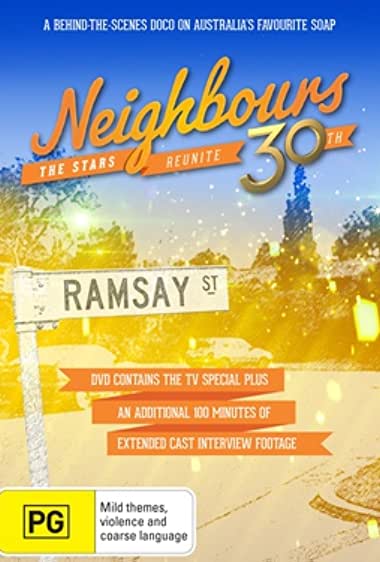 A BEHIND-THE-SCENES DOCO ON AUSTRALIA'S FAVOURITE SOAP
Neighbours
THE STARS REUNITE 30TH
RAMSAY ST
DVD CONTAINS THE TV SPECIAL PLUS
AN ADDITIONAL 100 MINUTES OF
EXTENDED CAST INTERVIEW FOOTAGE
PG
Mild themes,
violence and
coarse language